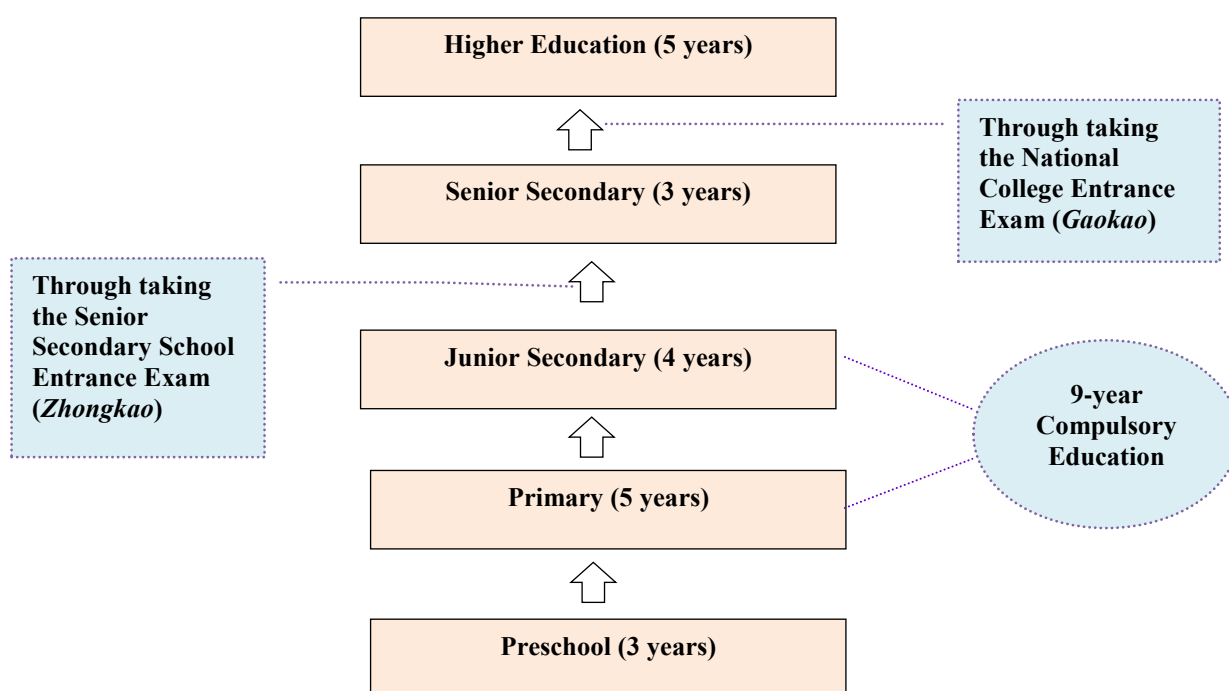 Higher Education (5 years)
Through taking
the National
College Entrance
Exam (Gaokao)
Senior Secondary (3 years)
Through taking
the Senior
Secondary School
Entrance Exam
(Zhongkao)
Junior Secondary (4 years)
9-year
Compulsory
Education
Primary (5 years)
Preschool (3 years)